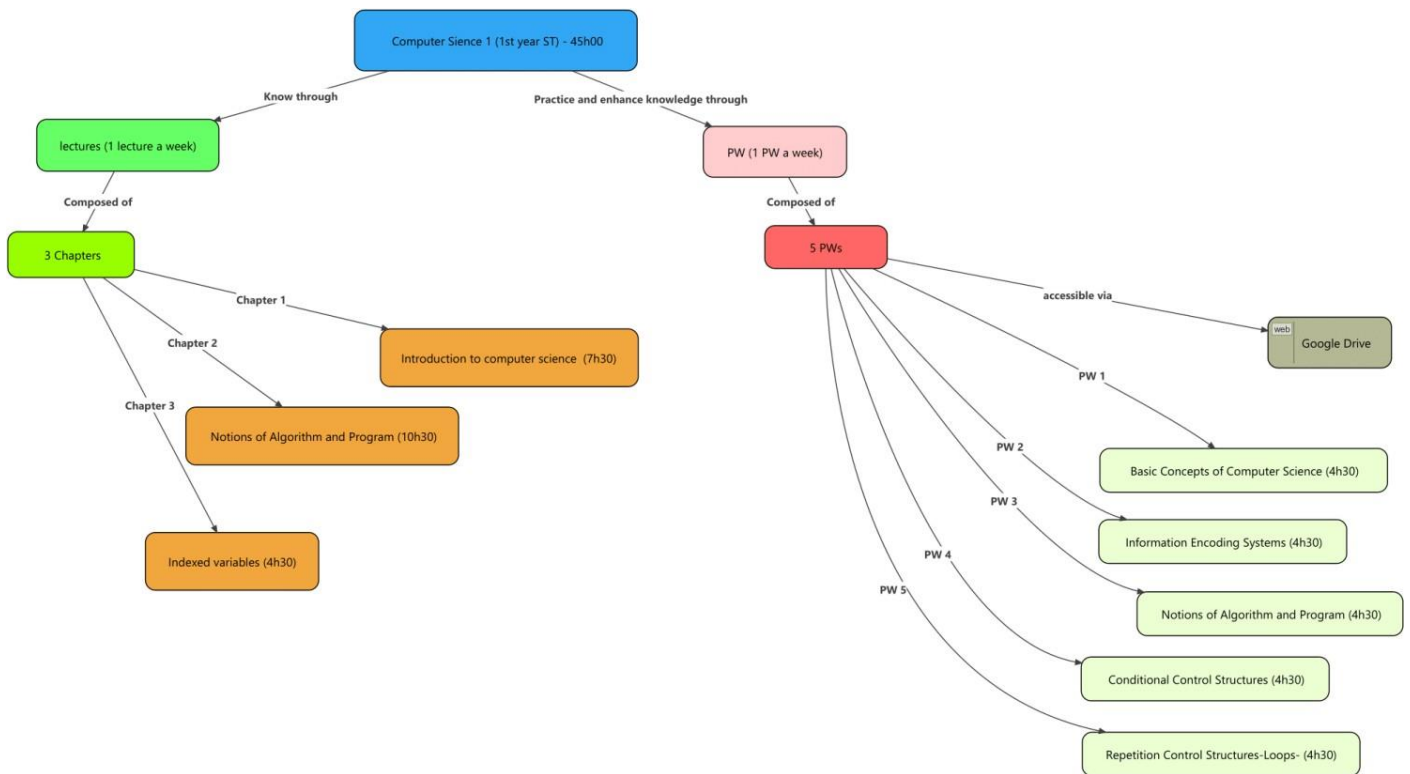 Computer Sience 1 (1st year ST) - 45h00
Know through
Practice and enhance knowledge through
lectures (1 lecture a week)
PW (1 PW a week)
Composed of
Composed of
3 Chapters
5 PWs
Chapter 1
accessible via
web
Google Drive
Chapter 2
Introduction to computer science (7h30)
PW 1
Chapter 3
Notions of Algorithm and Program (10h30)
PW 2
Basic Concepts of Computer Science (4h30)
PW 3
Information Encoding Systems (4h30)
PW 4
Indexed variables (4h30)
PW 5
Notions of Algorithm and Program (4h30)
Conditional Control Structures (4h30)
Repetition Control Structures-Loops- (4h30)